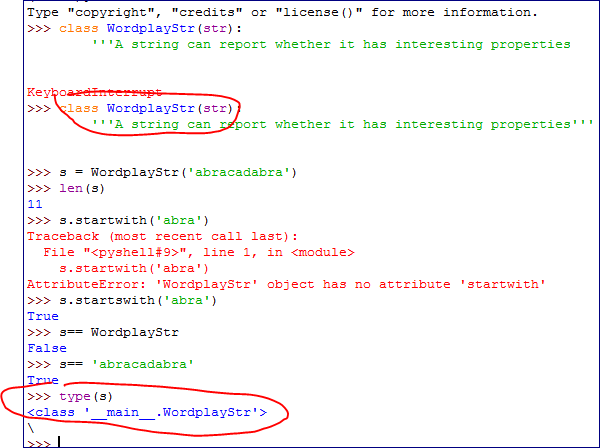 Type "copyright", "credits" or "license()" for more information.
>>> class WordplayStr(str):
        '''A string can report whether it has interesting properties
KeyboardInterrupt
>>> class WordplayStr(str):
        '''A string can report whether it has interesting properties'''
>>> s = WordplayStr('abracadabra')
>>> len(s)
11
>>> s.startwith('abra')
Traceback (most recent call last):
  File "<pyshell#9>", line 1, in <module>
    s.startwith('abra')
AttributeError: 'WordplayStr' object has no attribute 'startwith'
>>> s.startswith('abra')
True
>>> s== WordplayStr
False
>>> s== 'abracadabra'
True
>>> type(s)
<class '__main__.WordplayStr'>
\
>>>